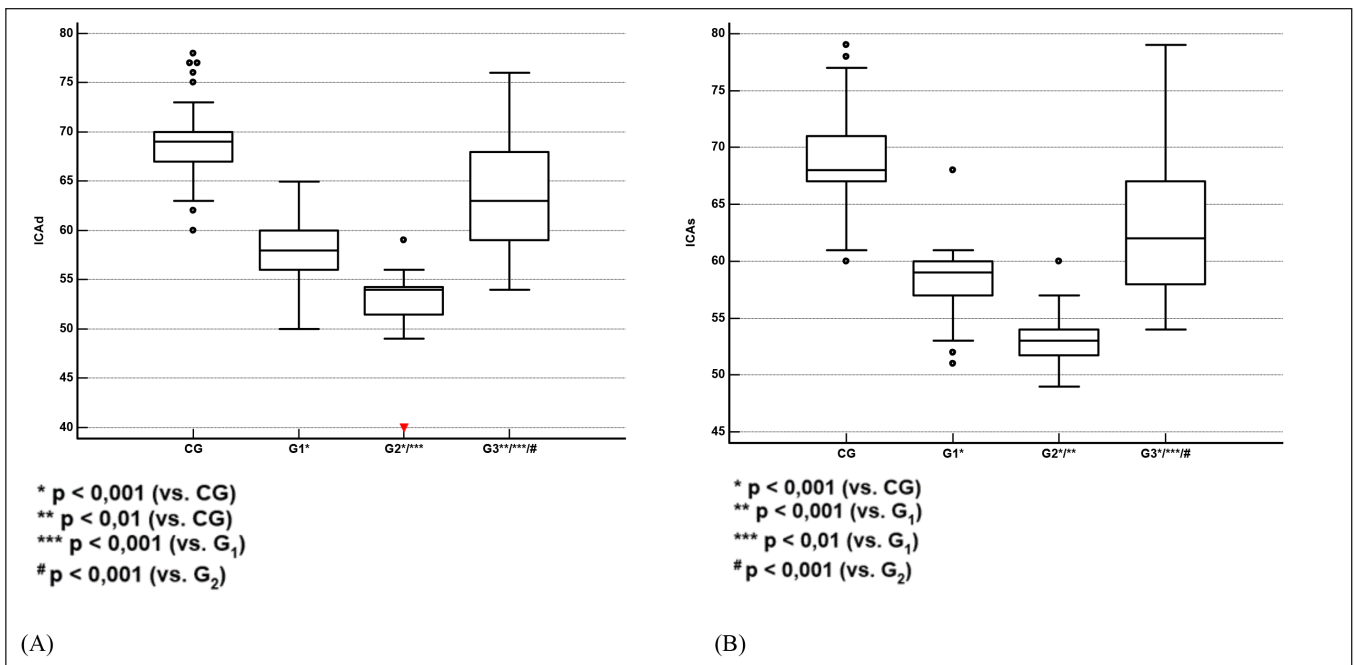 80
75
70
65
60
55
50
45
40
ICAd
CG
G1*
G2*/***
G3**/***/#
* p < 0,001 (vs. CG)
** p < 0,01 (vs. CG)
*** p < 0,001 (vs. G1)
# p < 0,001 (vs. G2)
(A)
80
75
70
65
60
55
50
45
ICAs
CG
G1*
G2*/**
G3*/***/#
* p < 0,001 (vs. CG)
** p < 0,001 (vs. G1)
*** p < 0,01 (vs. G1)
# p < 0,001 (vs. G2)
(B)